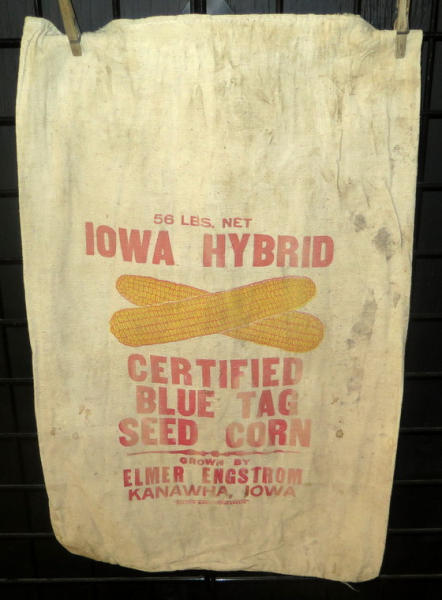 56 LBS. NET
IOWA HYBRID
CERTIFIED
BLUE TAG
SEED CORN
GROWN BY
ELMER ENGSTROM
KANAWHA, IOWA